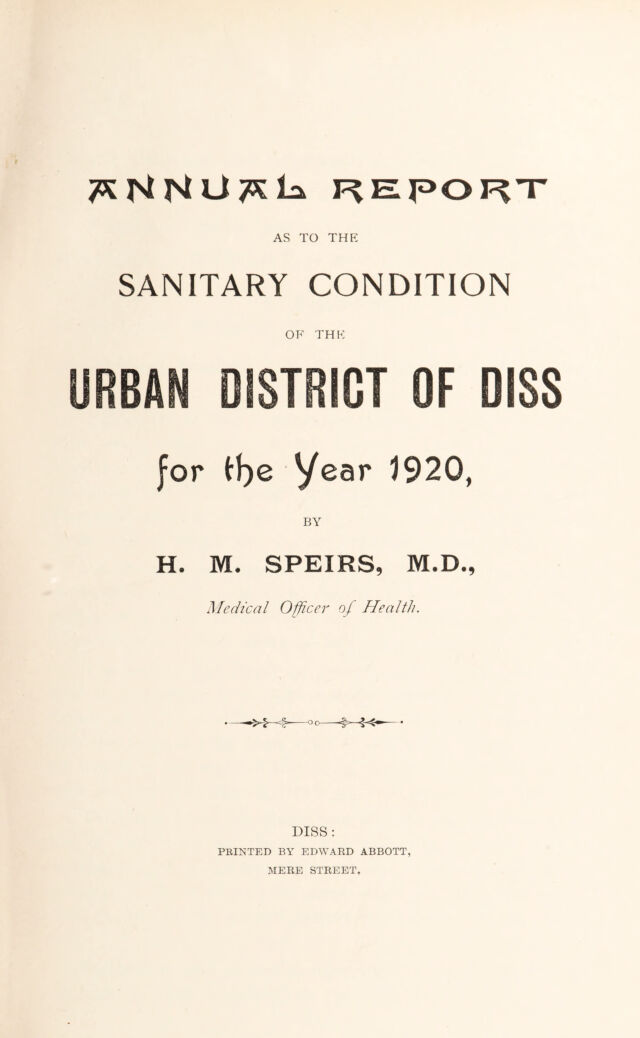 ANNUAL REPORT
AS TO THE
SANITARY CONDITION
OF THE
URBAN DISTRICT OF DISS
for the Year 1920,
BY
H. M. SPEIRS, M.D.,
Medical Officer of Health.
DISS:
PRINTED BY EDWARD ABBOTT,
MERE STREET.